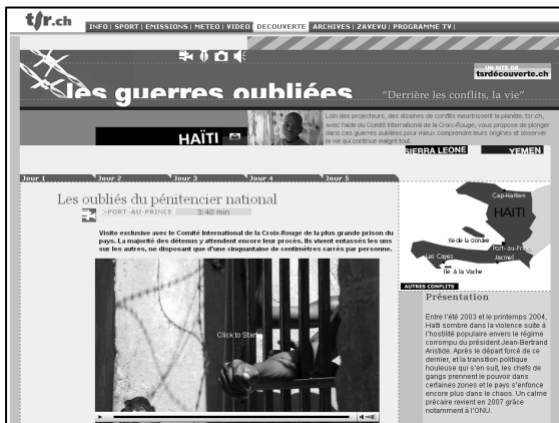 tsr.ch
INFO | SPORT | EMISSIONS | METEO | VIDEO | DECOUVERTE | ARCHIVES | ZAVEVU | PROGRAMME TV |
UN SITE DE
tsrdécouverte.ch
les guerres oubliées
"Derrière les conflits, la vie"
Loin des projecteurs, des dizaines de conflits meurtrissent la planète. tsr.ch,
avec l'aide du Comité International de la Croix-Rouge, vous propose de plonger
dans ces guerres oubliées pour mieux comprendre leurs origines et observer
la vie qui continue malgré tout.
HAÏTI
SIERRA LEONE
YEMEN
Jour 1
Jour 2
Jour 3
Jour 4
Jour 5
Les oubliés du pénitencier national
>PORT-AU-PRINCE
3:40 min
Visite exclusive avec le Comité International de la Croix-Rouge de la plus grande prison du
pays. La majorité des détenus y attendent encore leur procès. Ils vivent entassés les uns
sur les autres, ne disposant que d'une cinquantaine de centimètres carrés par personne.
Click to Start
Cap-Haïtien
HAITI
Ile de la Gonâve
Port-au-Prince
Les Cayes
Jacmel
Ile à la Vache
AUTRES CONFLITS
Présentation
Entre l'été 2003 et le printemps 2004,
Haïti sombre dans la violence suite à
l'hostilité populaire envers le régime
corrompu du président Jean-Bertrand
Aristide. Après le départ forcé de ce
dernier, et la transition politique
houleuse qui s'en suit, les chefs de
gangs prennent le pouvoir dans
certaines zones et le pays s'enfonce
encore plus dans le chaos. Un calme
précaire revient en 2007 grâce
notamment à l'ONU.